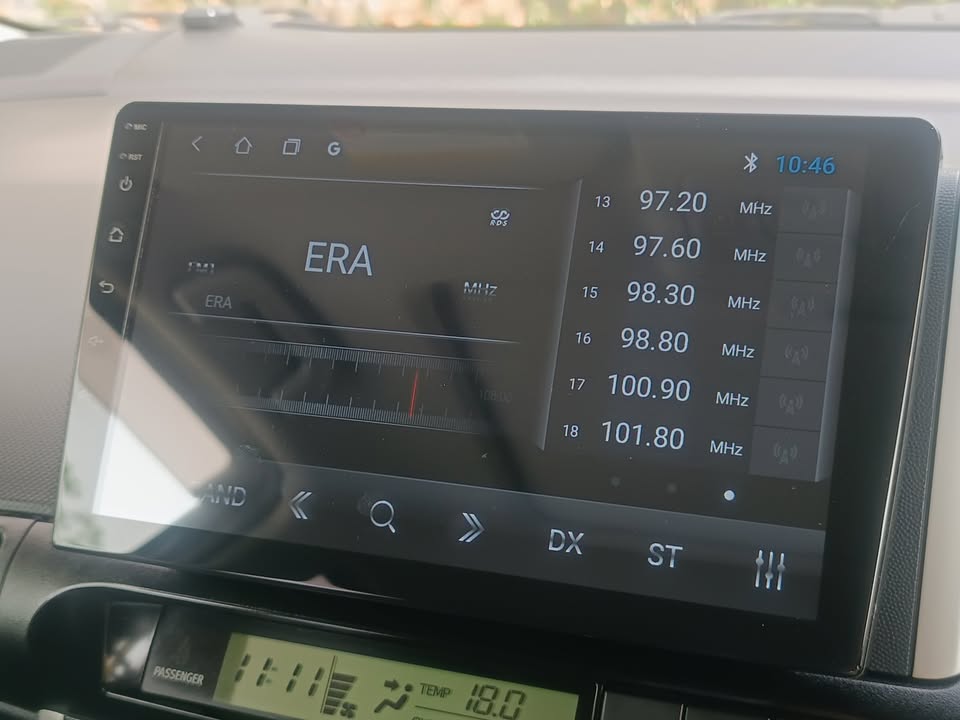 MIC
G
10:46
RST
RDS
ERA
FM1
MHz
ERA
108.00
13 97.20 MHz
14 97.60 MHz
15 98.30 MHz
16 98.80 MHz
17 100.90 MHz
18 101.80 MHz
AND
DX
ST
PASSENGER
11:11
TEMP 18.0